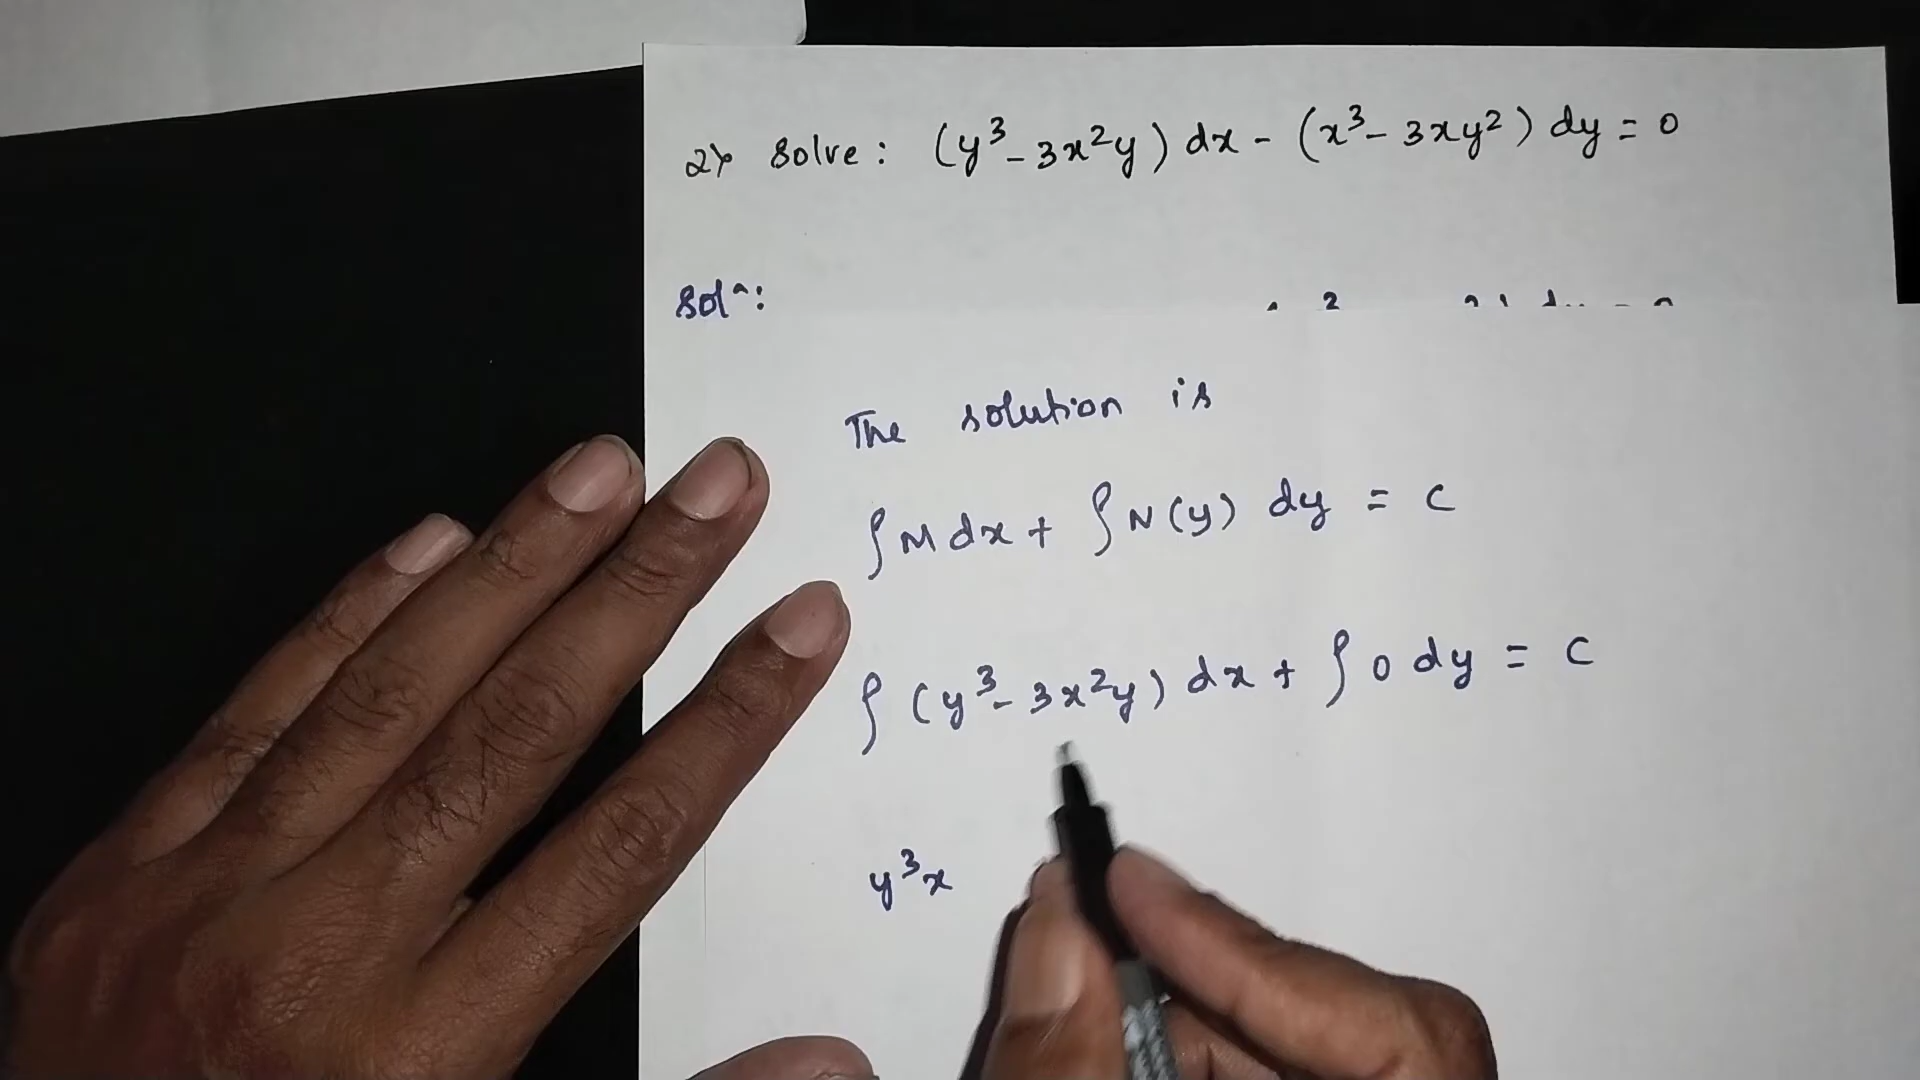 2) Solve : (y³ - 3x²y) dx - (x³ - 3xy²) dy = 0
Solⁿ:
The solution is
∫ M dx + ∫ N(y) dy = c
∫ (y³ - 3x²y) dx + ∫ 0 dy = c
y³x